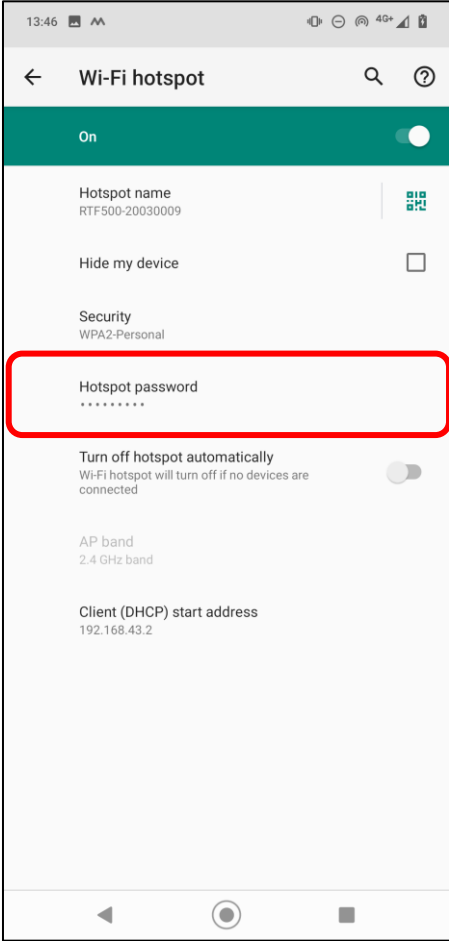 13:46
4G+
Wi-Fi hotspot
On
Hotspot name
RTF500-20030009
Hide my device
Security
WPA2-Personal
Hotspot password
•••••••••
Turn off hotspot automatically
Wi-Fi hotspot will turn off if no devices are
connected
AP band
2.4 GHz band
Client (DHCP) start address
192.168.43.2